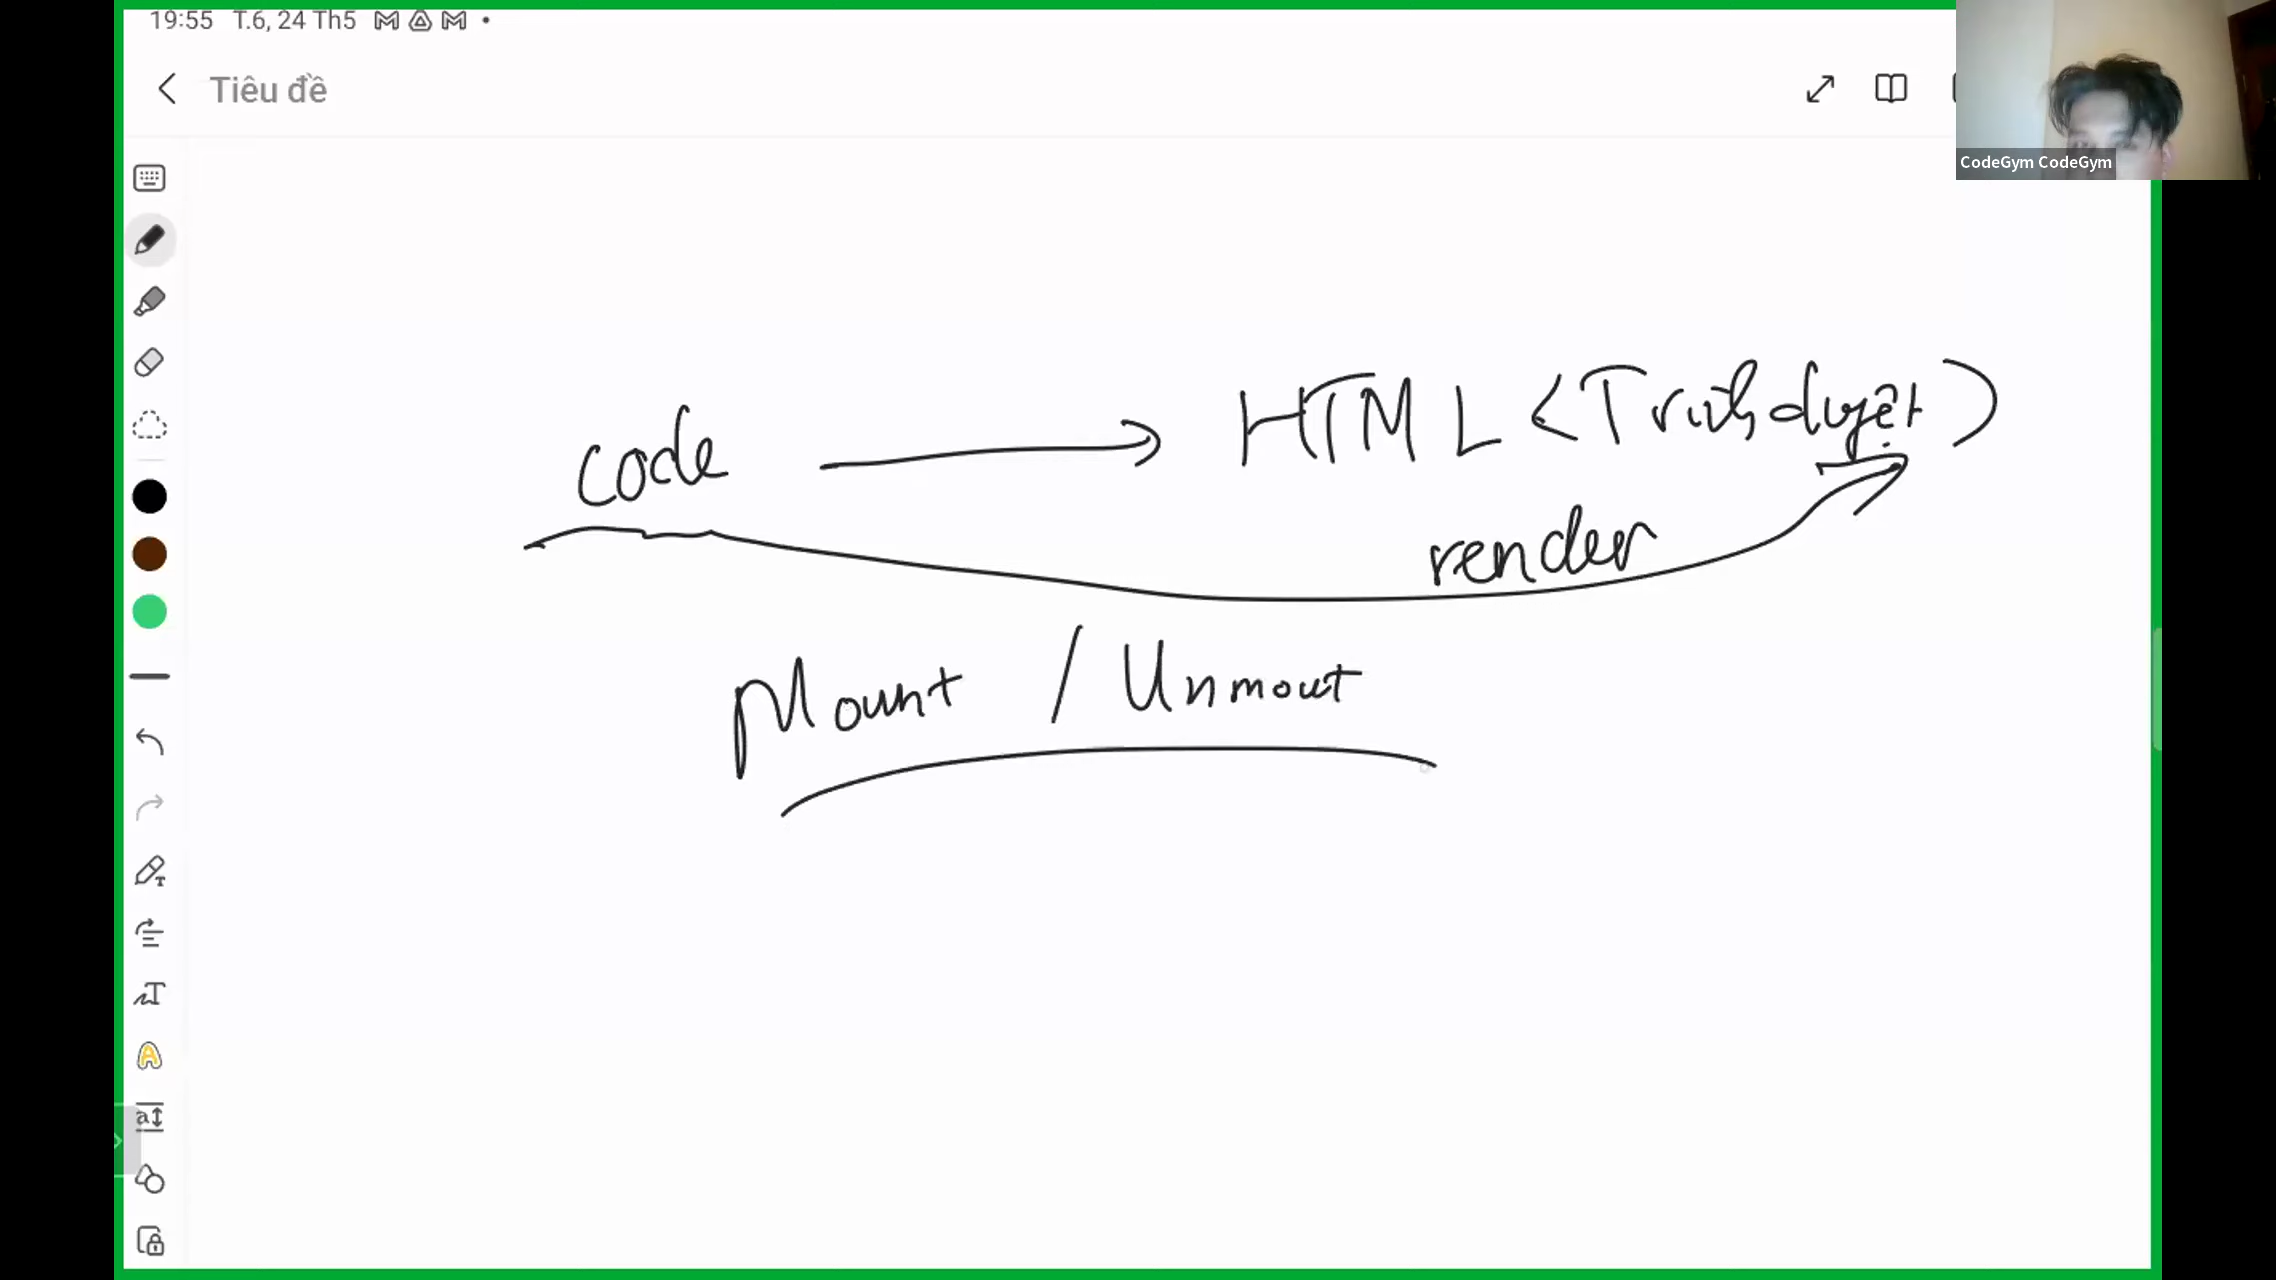 19:55 T.6, 24 Th5
Tiêu đề
CodeGym CodeGym
code → HTML (Trình duyệt)
render
Mount / Unmout